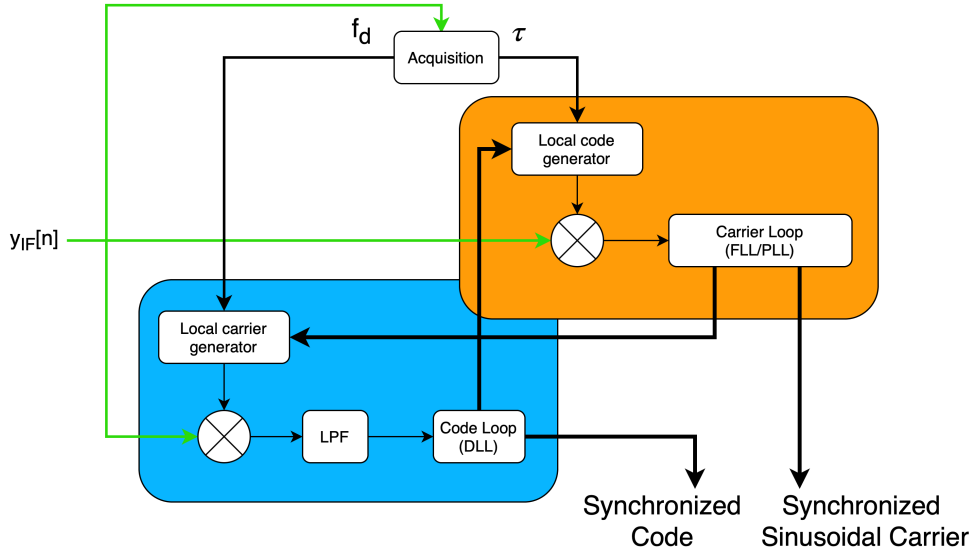 f_d
τ
Acquisition
Local code
generator
y_IF[n]
Carrier Loop
(FLL/PLL)
Local carrier
generator
LPF
Code Loop
(DLL)
Synchronized
Code
Synchronized
Sinusoidal Carrier